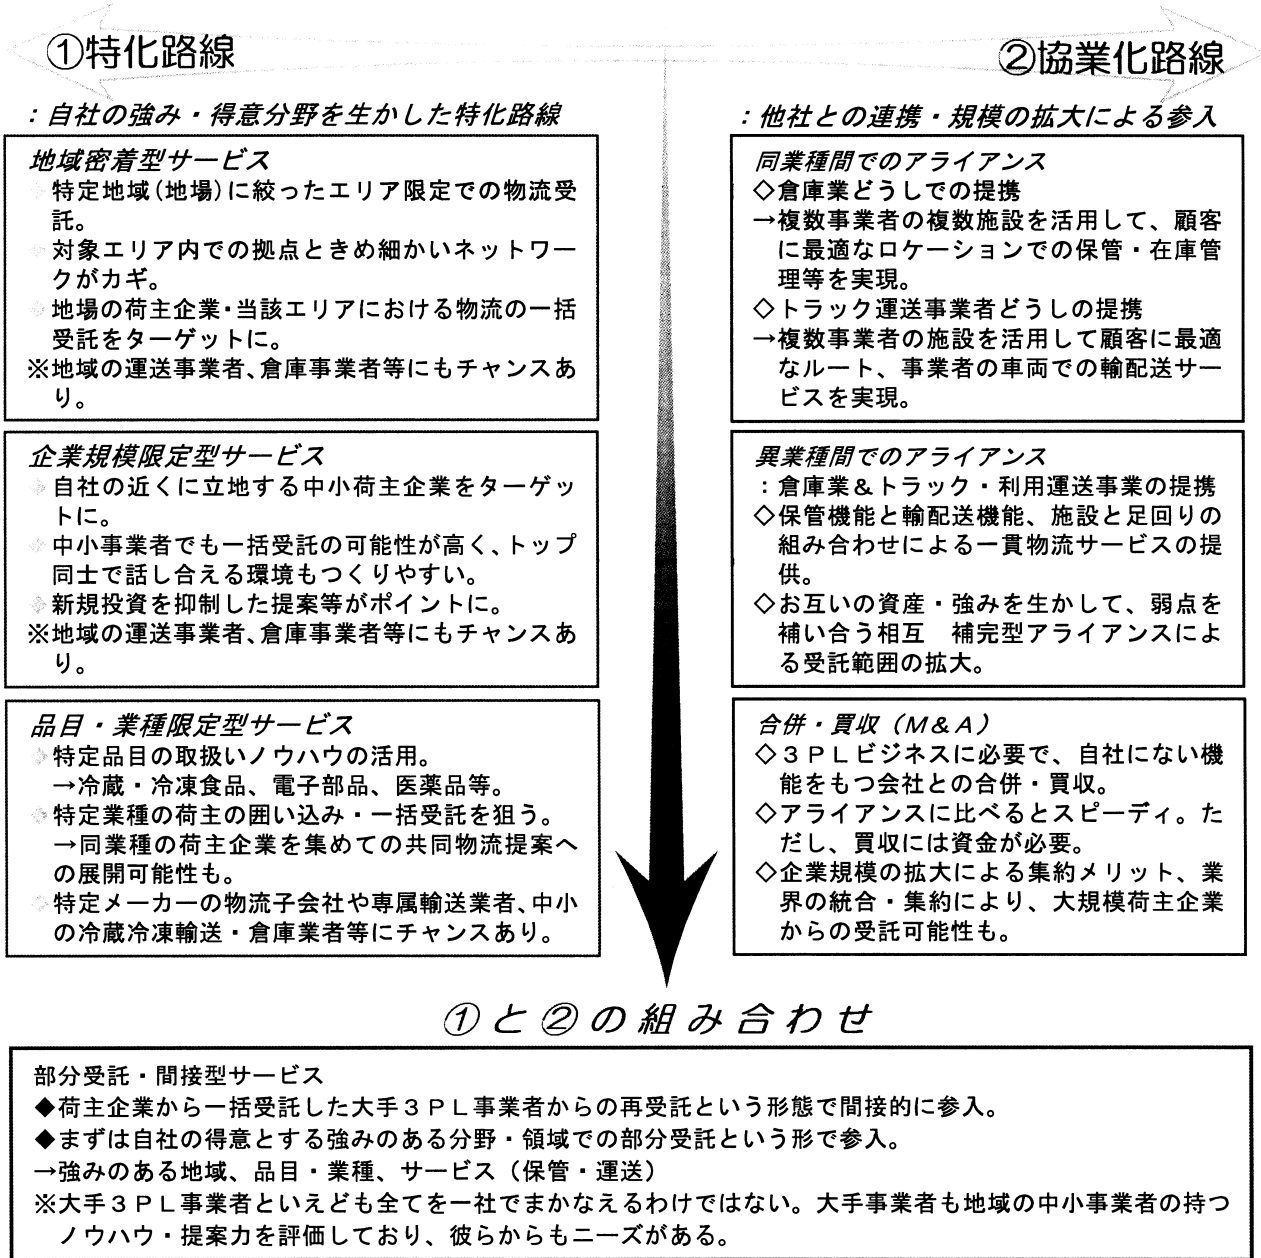 ①特化路線
：自社の強み・得意分野を生かした特化路線
地域密着型サービス
特定地域(地場)に絞ったエリア限定での物流受
託。
対象エリア内での拠点ときめ細かいネットワー
クがカギ。
地場の荷主企業・当該エリアにおける物流の一括
受託をターゲットに。
※地域の運送事業者、倉庫事業者等にもチャンスあ
り。
企業規模限定型サービス
自社の近くに立地する中小荷主企業をターゲッ
トに。
中小事業者でも一括受託の可能性が高く、トップ
同士で話し合える環境もつくりやすい。
新規投資を抑制した提案等がポイントに。
※地域の運送事業者、倉庫事業者等にもチャンスあ
り。
品目・業種限定型サービス
特定品目の取扱いノウハウの活用。
→冷蔵・冷凍食品、電子部品、医薬品等。
特定業種の荷主の囲い込み・一括受託を狙う。
→同業種の荷主企業を集めての共同物流提案へ
の展開可能性も。
特定メーカーの物流子会社や専属輸送業者、中小
の冷蔵冷凍輸送・倉庫業者等にチャンスあり。
②協業化路線
：他社との連携・規模の拡大による参入
同業種間でのアライアンス
◇倉庫業どうしでの提携
→複数事業者の複数施設を活用して、顧客
に最適なロケーションでの保管・在庫管
理等を実現。
◇トラック運送事業者どうしの提携
→複数事業者の施設を活用して顧客に最適
なルート、事業者の車両での輸配送サー
ビスを実現。
異業種間でのアライアンス
：倉庫業＆トラック・利用運送事業の提携
◇保管機能と輸配送機能、施設と足回りの
組み合わせによる一貫物流サービスの提
供。
◇お互いの資産・強みを生かして、弱点を
補い合う相互　補完型アライアンスによ
る受託範囲の拡大。
合併・買収（M＆A）
◇３ＰＬビジネスに必要で、自社にない機
能をもつ会社との合併・買収。
◇アライアンスに比べるとスピーディ。た
だし、買収には資金が必要。
◇企業規模の拡大による集約メリット、業
界の統合・集約により、大規模荷主企業
からの受託可能性も。
①と②の組み合わせ
部分受託・間接型サービス
◆荷主企業から一括受託した大手３ＰＬ事業者からの再受託という形態で間接的に参入。
◆まずは自社の得意とする強みのある分野・領域での部分受託という形で参入。
→強みのある地域、品目・業種、サービス（保管・運送）
※大手３ＰＬ事業者といえども全てを一社でまかなえるわけではない。大手事業者も地域の中小事業者の持つ
ノウハウ・提案力を評価しており、彼らからもニーズがある。